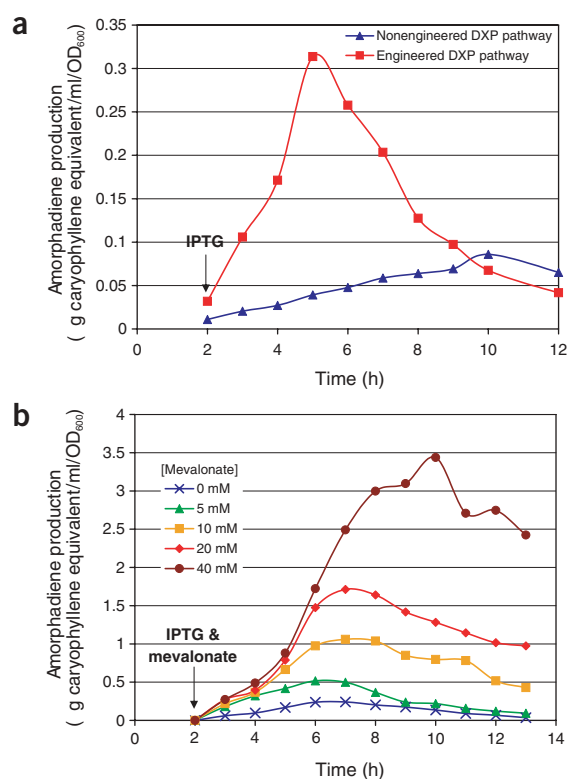 a
Nonengineered DXP pathway
Engineered DXP pathway
Amorphadiene production
( g caryophyllene equivalent/ml/OD600)
0.35
0.3
0.25
0.2
0.15
0.1
0.05
0
IPTG
0 2 4 6 8 10 12
Time (h)
b
Amorphadiene production
( g caryophyllene equivalent/ml/OD600)
4
3.5
3
2.5
2
1.5
1
0.5
0
[Mevalonate]
0 mM
5 mM
10 mM
20 mM
40 mM
IPTG &
mevalonate
0 2 4 6 8 10 12 14
Time (h)